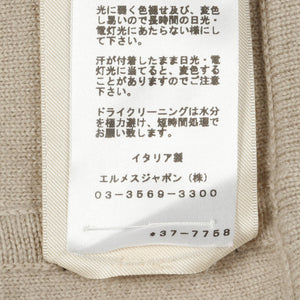 光に弱く色褪せ及び、変色
し易いので長時間の日光・
電灯光にあたらない様にし
て下さい。
汗が付着したまま日光・電
灯光に当てると、変色する
ことがありますのでご注意
下さい。
ドライクリーニングは水分
を極力避け、短時間処理で
お願い致します。
イタリア製
エルメスジャポン（株）
03-3569-3300
*37-7758